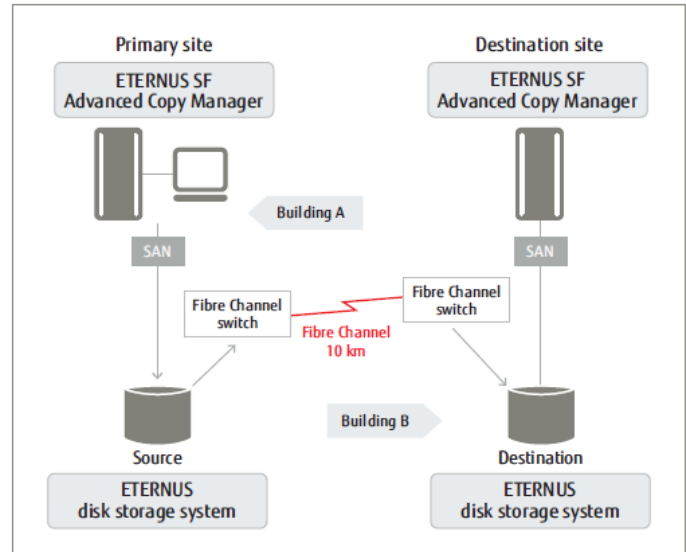 Primary site
Destination site
ETERNUS SF
Advanced Copy Manager
ETERNUS SF
Advanced Copy Manager
Building A
SAN
SAN
Fibre Channel
switch
Fibre Channel
switch
Fibre Channel
10 km
Building B
Source
Destination
ETERNUS
disk storage system
ETERNUS
disk storage system